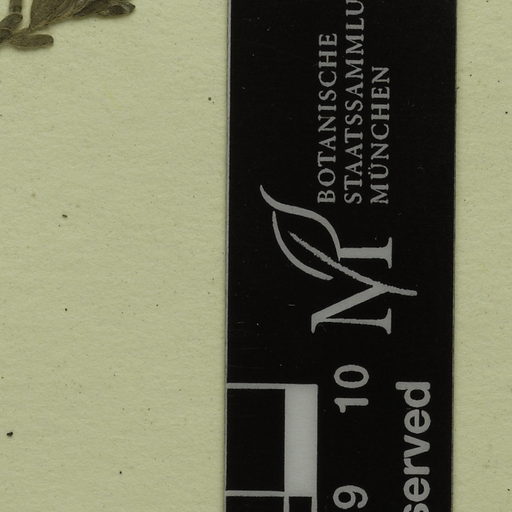 BOTANISCHE
STAATSSAMMLU
MÜNCHEN
M
10
9
served